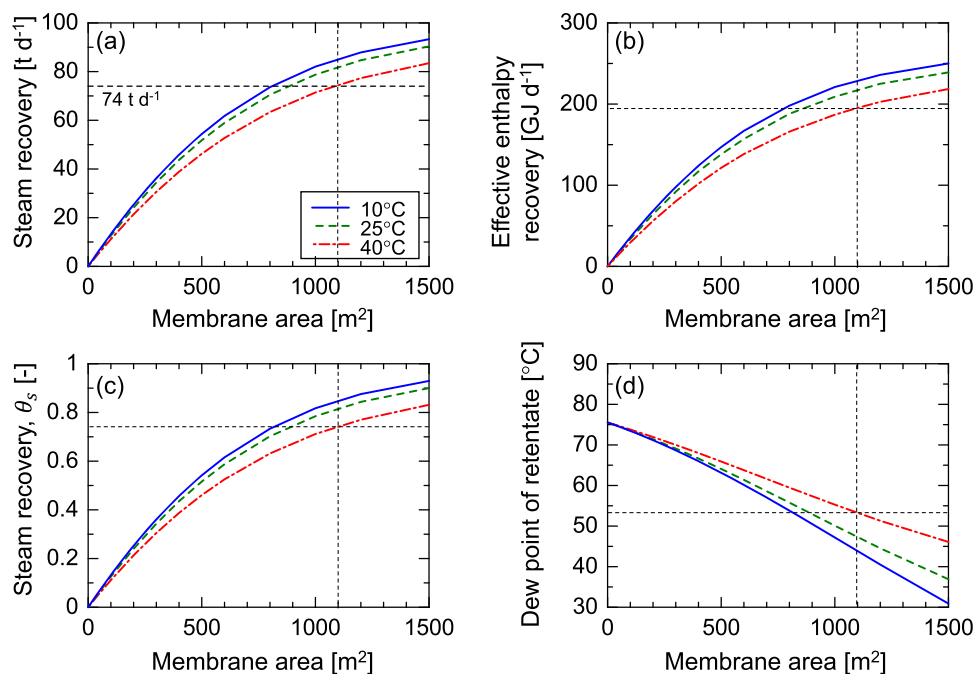 (a)
Steam recovery [t d⁻¹]
100
80
60
40
20
0
74 t d⁻¹
10°C
25°C
40°C
0 500 1000 1500
Membrane area [m²]
(b)
Effective enthalpy
recovery [GJ d⁻¹]
300
200
100
0
0 500 1000 1500
Membrane area [m²]
(c)
Steam recovery, θₛ [-]
1
0.8
0.6
0.4
0.2
0
0 500 1000 1500
Membrane area [m²]
(d)
Dew point of retentate [°C]
90
80
70
60
50
40
30
0 500 1000 1500
Membrane area [m²]